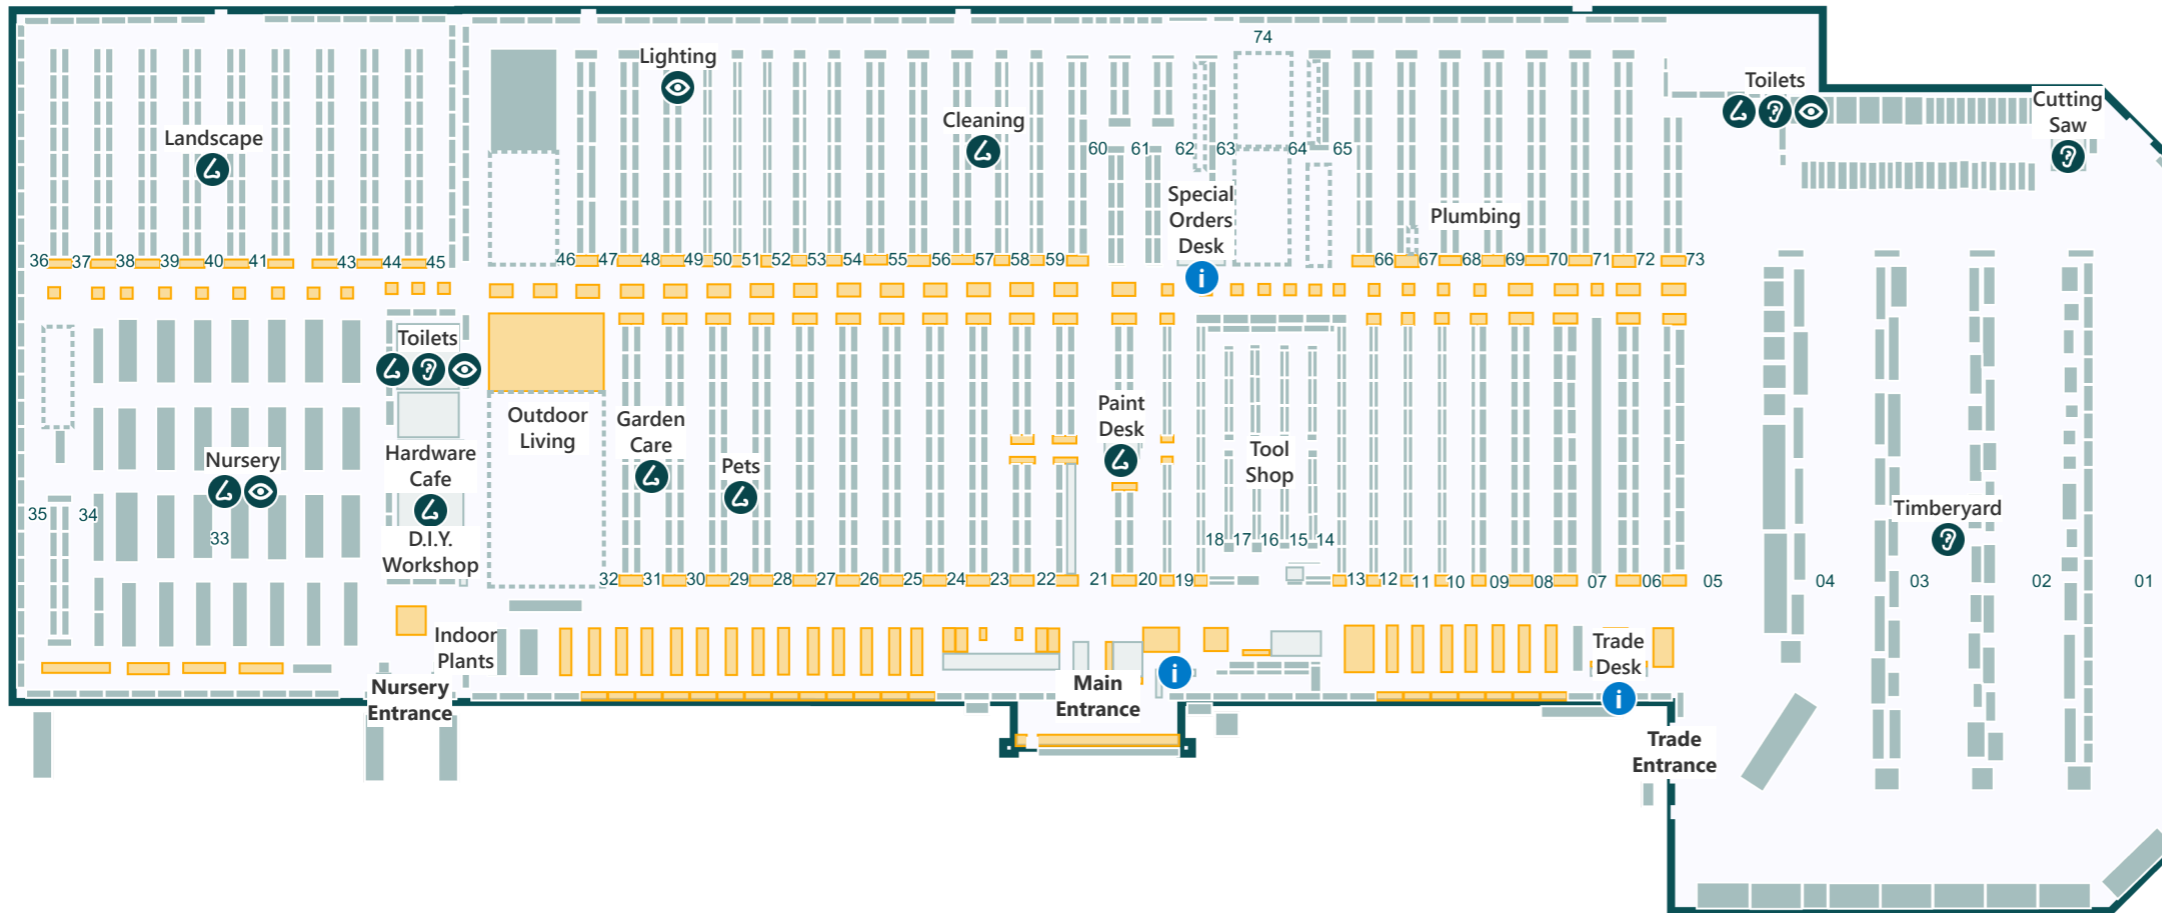 74
Lighting
Toilets
Cutting
Saw
Landscape
Cleaning
60 61 62 63 64 65
Special
Orders
Desk
Plumbing
36 37 38 39 40 41 43 44 45 46 47 48 49 50 51 52 53 54 55 56 57 58 59 66 67 68 69 70 71 72 73
i
Toilets
Outdoor
Living
Garden
Care
Paint
Desk
Tool
Shop
Pets
Nursery
Hardware
Cafe
D.I.Y.
Workshop
Timberyard
35 34
33
18 17 16 15 14
32 31 30 29 28 27 26 25 24 23 22 21 20 19 13 12 11 10 09 08 07 06 05 04 03 02 01
Indoor
Plants
Trade
Desk
i
i
Nursery
Entrance
Main
Entrance
Trade
Entrance